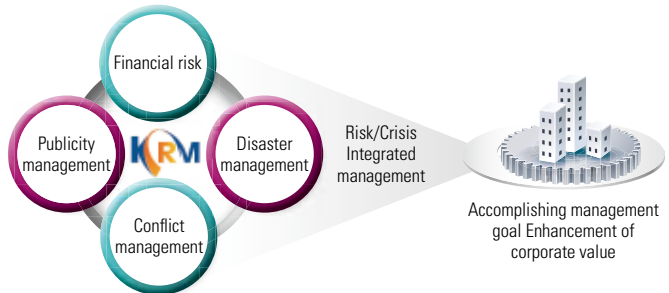 Financial risk
Publicity
management
KRM
Disaster
management
Conflict
management
Risk/Crisis
Integrated
management
Accomplishing management
goal Enhancement of
corporate value